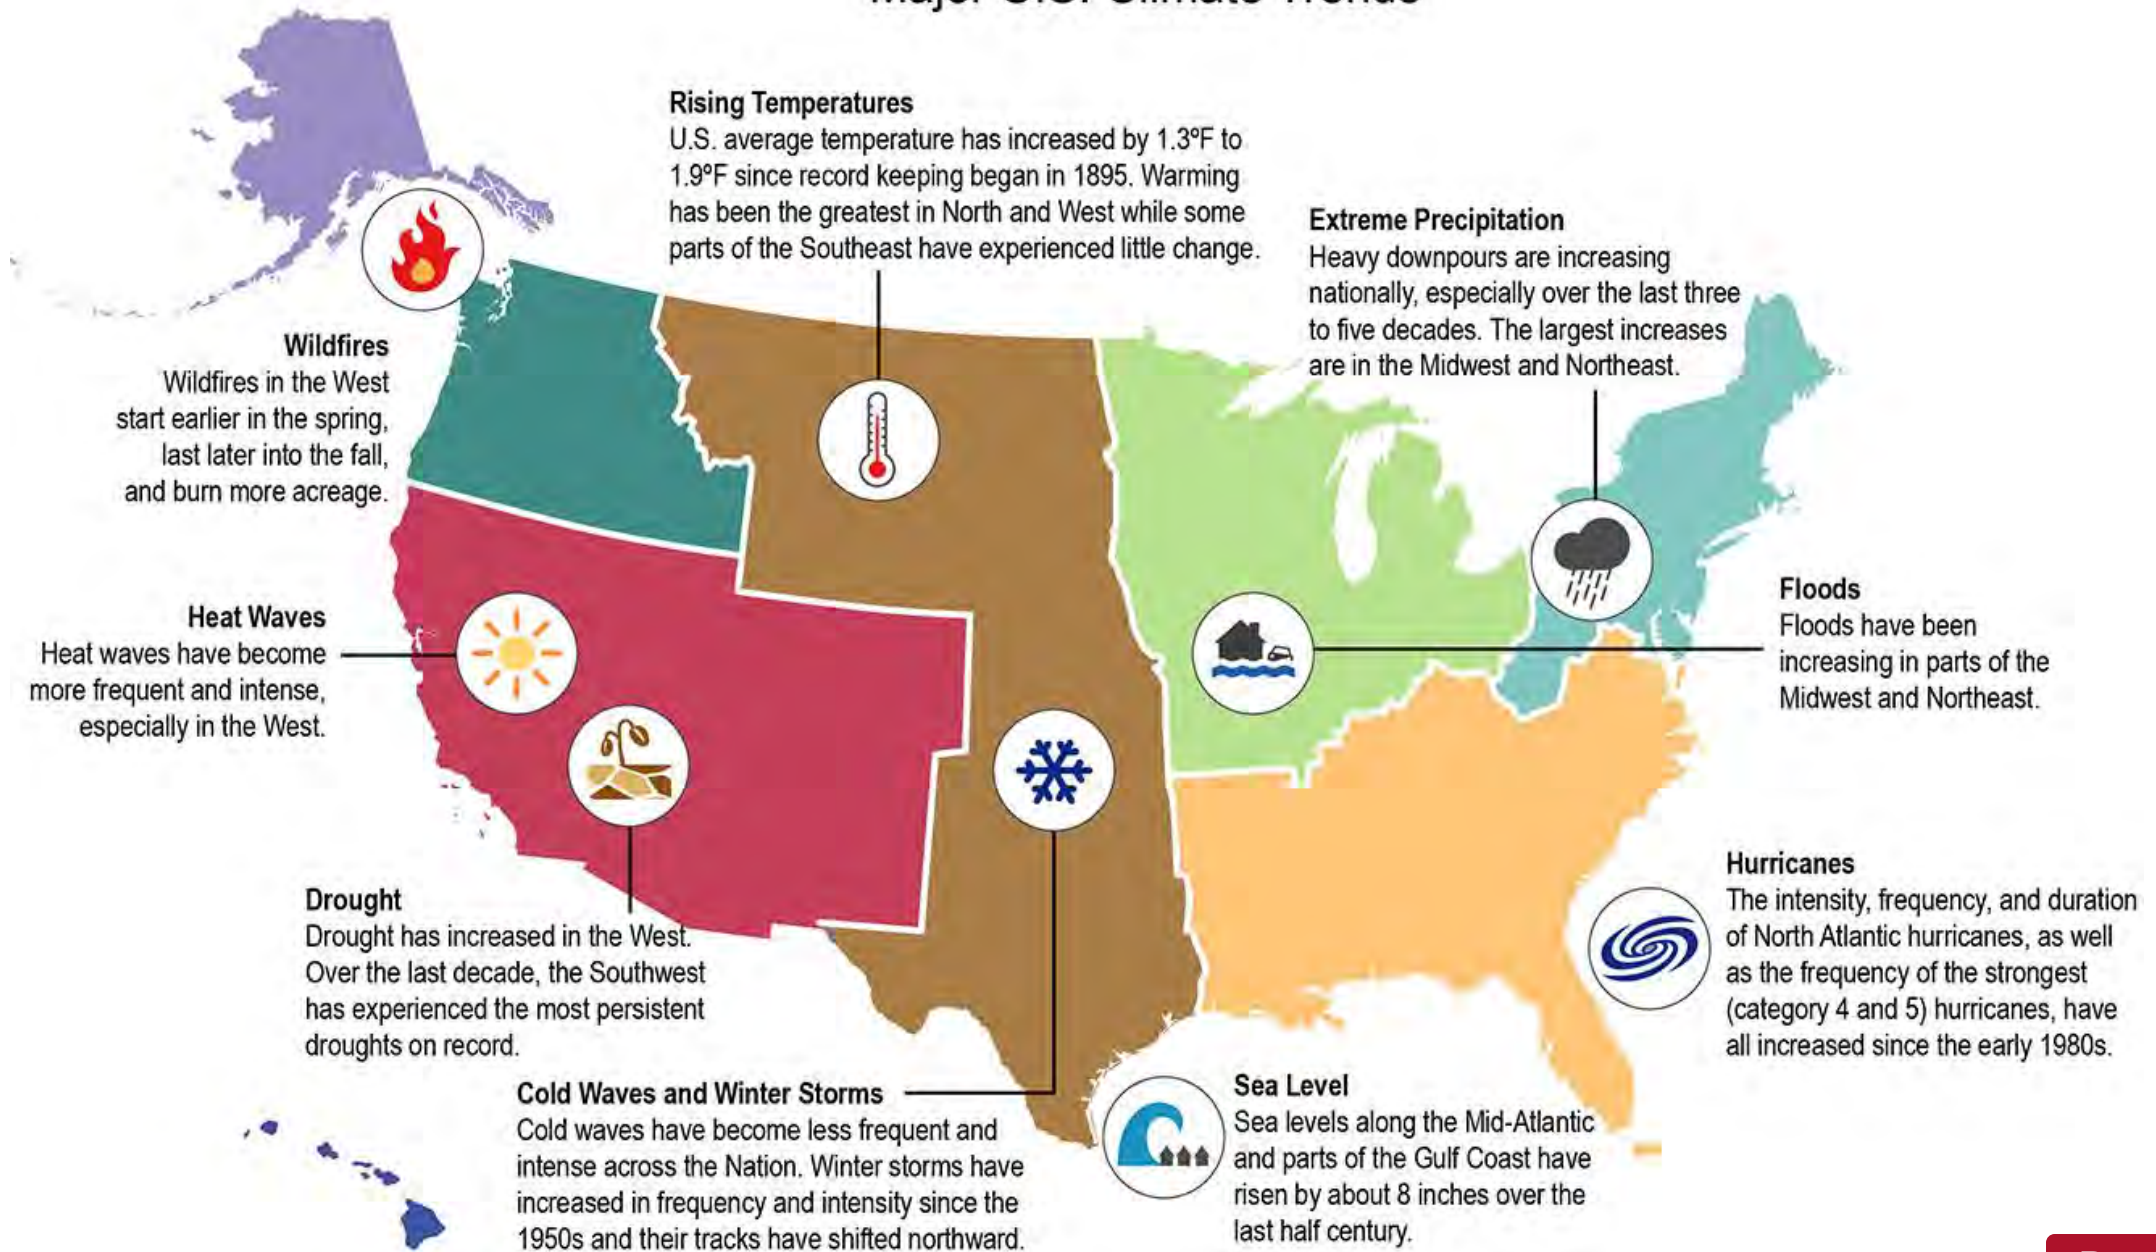 Major U.S. Climate Trends
Rising Temperatures
U.S. average temperature has increased by 1.3ºF to
1.9ºF since record keeping began in 1895. Warming
has been the greatest in North and West while some
parts of the Southeast have experienced little change.
Extreme Precipitation
Heavy downpours are increasing
nationally, especially over the last three
to five decades. The largest increases
are in the Midwest and Northeast.
Wildfires
Wildfires in the West
start earlier in the spring,
last later into the fall,
and burn more acreage.
Heat Waves
Heat waves have become
more frequent and intense,
especially in the West.
Floods
Floods have been
increasing in parts of the
Midwest and Northeast.
Drought
Drought has increased in the West.
Over the last decade, the Southwest
has experienced the most persistent
droughts on record.
Hurricanes
The intensity, frequency, and duration
of North Atlantic hurricanes, as well
as the frequency of the strongest
(category 4 and 5) hurricanes, have
all increased since the early 1980s.
Cold Waves and Winter Storms
Cold waves have become less frequent and
intense across the Nation. Winter storms have
increased in frequency and intensity since the
1950s and their tracks have shifted northward.
Sea Level
Sea levels along the Mid-Atlantic
and parts of the Gulf Coast have
risen by about 8 inches over the
last half century.